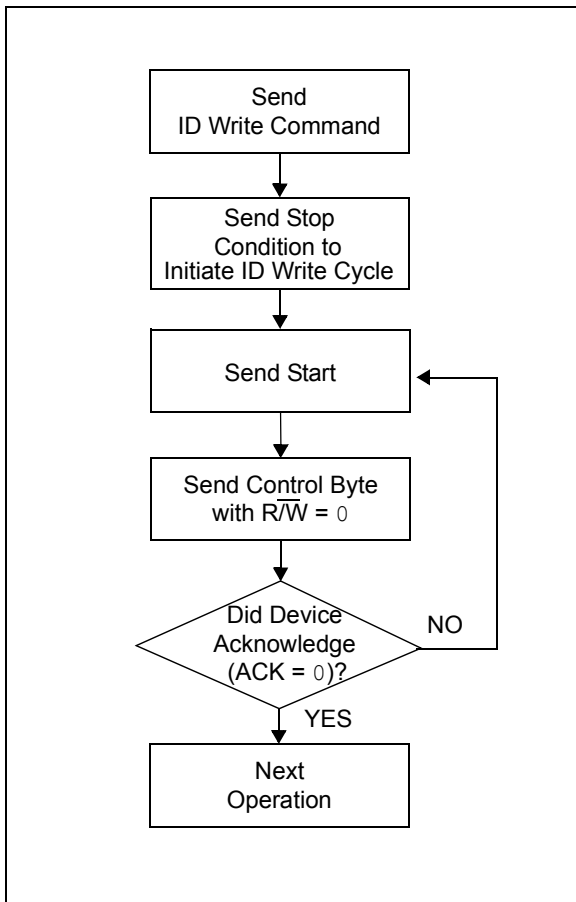 Send
ID Write Command
Send Stop
Condition to
Initiate ID Write Cycle
Send Start
Send Control Byte
with R/W̅ = 0
Did Device
Acknowledge
(ACK = 0)?
NO
YES
Next
Operation